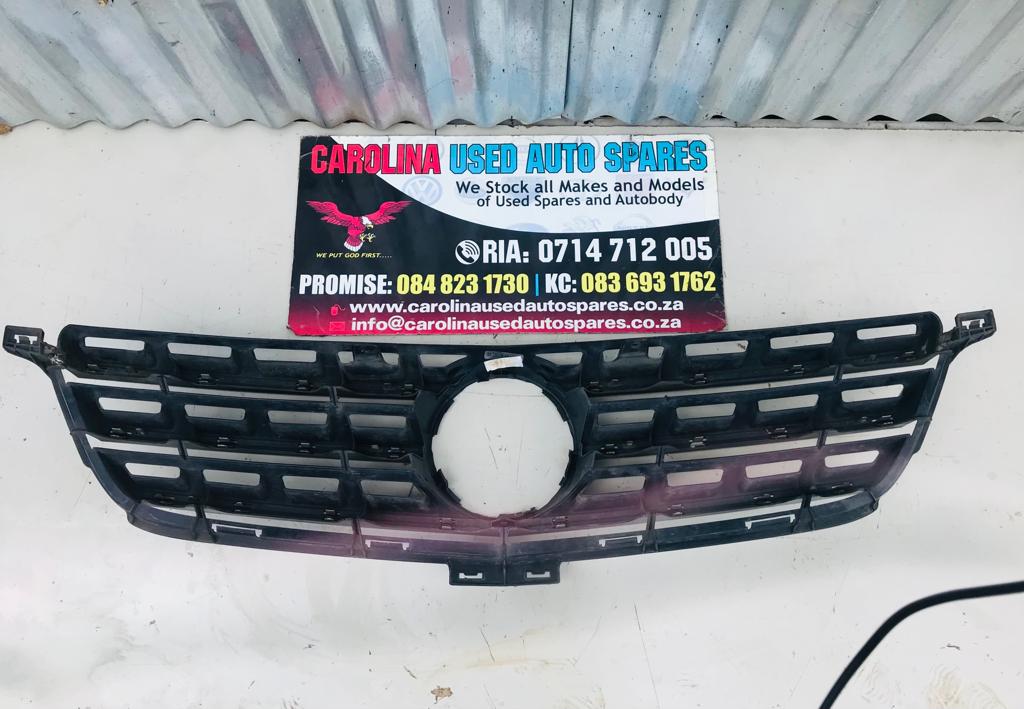 CAROLINA USED AUTO SPARES
We Stock all Makes and Models
of Used Spares and Autobody
WE PUT GOD FIRST.....
RIA: 0714 712 005
PROMISE: 084 823 1730 | KC: 083 693 1762
www.carolinausedautospares.co.za
info@carolinausedautospares.co.za